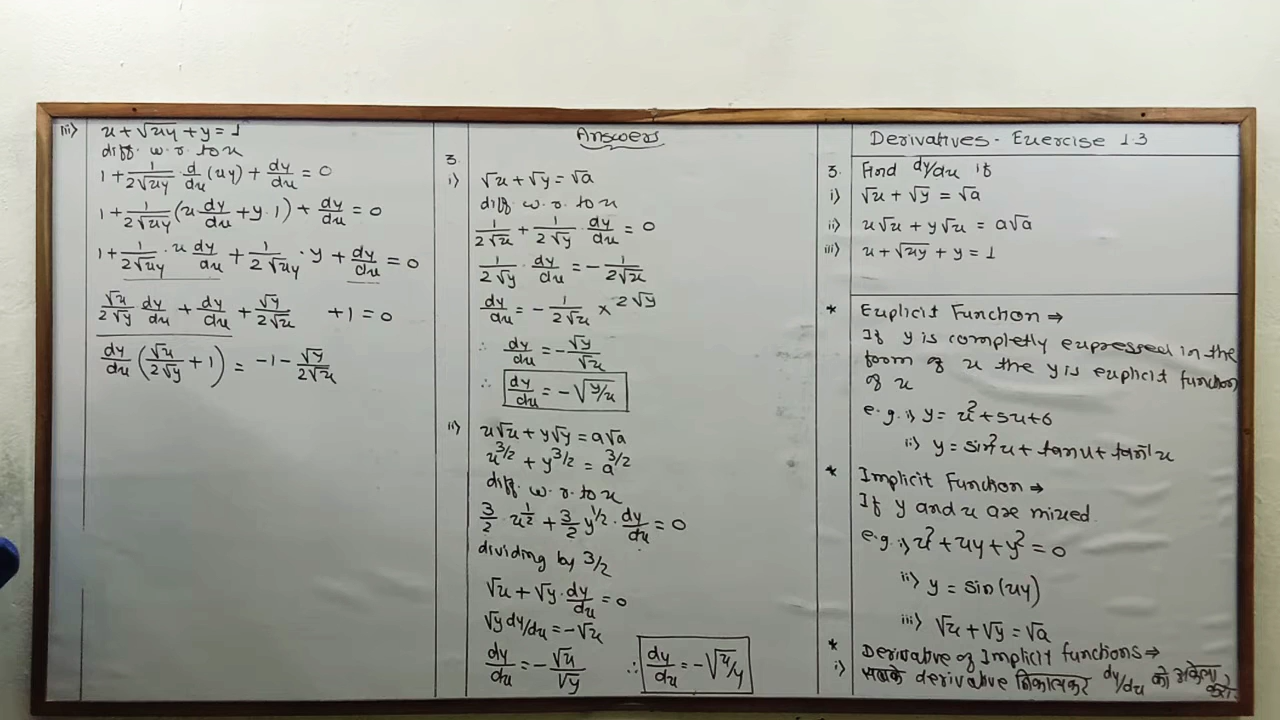 Derivatives - Exercise 1.3
3. Find dy/dx if
i) √x + √y = √a
ii) x√x + y√x = a√a
iii) x + √xy + y = 1
* Explicit Function ⇒
If y is completly expressed in the
form of x the y is explicit function
of x
e.g. i) y = x² + 5x + 6
ii) y = sin²x + tanx + tan⁻¹x
* Implicit Function ⇒
If y and x are mixed.
e.g. i) x² + xy + y² = 0
ii) y = sin(xy)
iii) √x + √y = √a
* Derivative of Implicit functions ⇒
i) सबके derivative निकालकर dy/dx को अकेला करो.
Answers
3.
i) √x + √y = √a
diff. w. r. to x
1/2√x + 1/2√y · dy/dx = 0
1/2√y · dy/dx = - 1/2√x
dy/dx = - 1/2√x × 2√y
∴ dy/dx = - √y/√x
∴ dy/dx = - √y/x
ii) x√x + y√y = a√a
x^3/2 + y^3/2 = a^3/2
diff. w. r. to x
3/2 · x^1/2 + 3/2 y^1/2 · dy/dx = 0
dividing by 3/2
√x + √y · dy/dx = 0
√y dy/dx = - √x
dy/dx = - √x/√y ∴ dy/dx = - √x/y
iii) x + √xy + y = 1
diff. w. r. to x
1 + 1/2√xy · d/dx (xy) + dy/dx = 0
1 + 1/2√xy (x · dy/dx + y · 1) + dy/dx = 0
1 + 1/2√xy · x dy/dx + 1/2√xy · y + dy/dx = 0
√x/2√y dy/dx + dy/dx + √y/2√x + 1 = 0
dy/dx (√x/2√y + 1) = -1 - √y/2√x